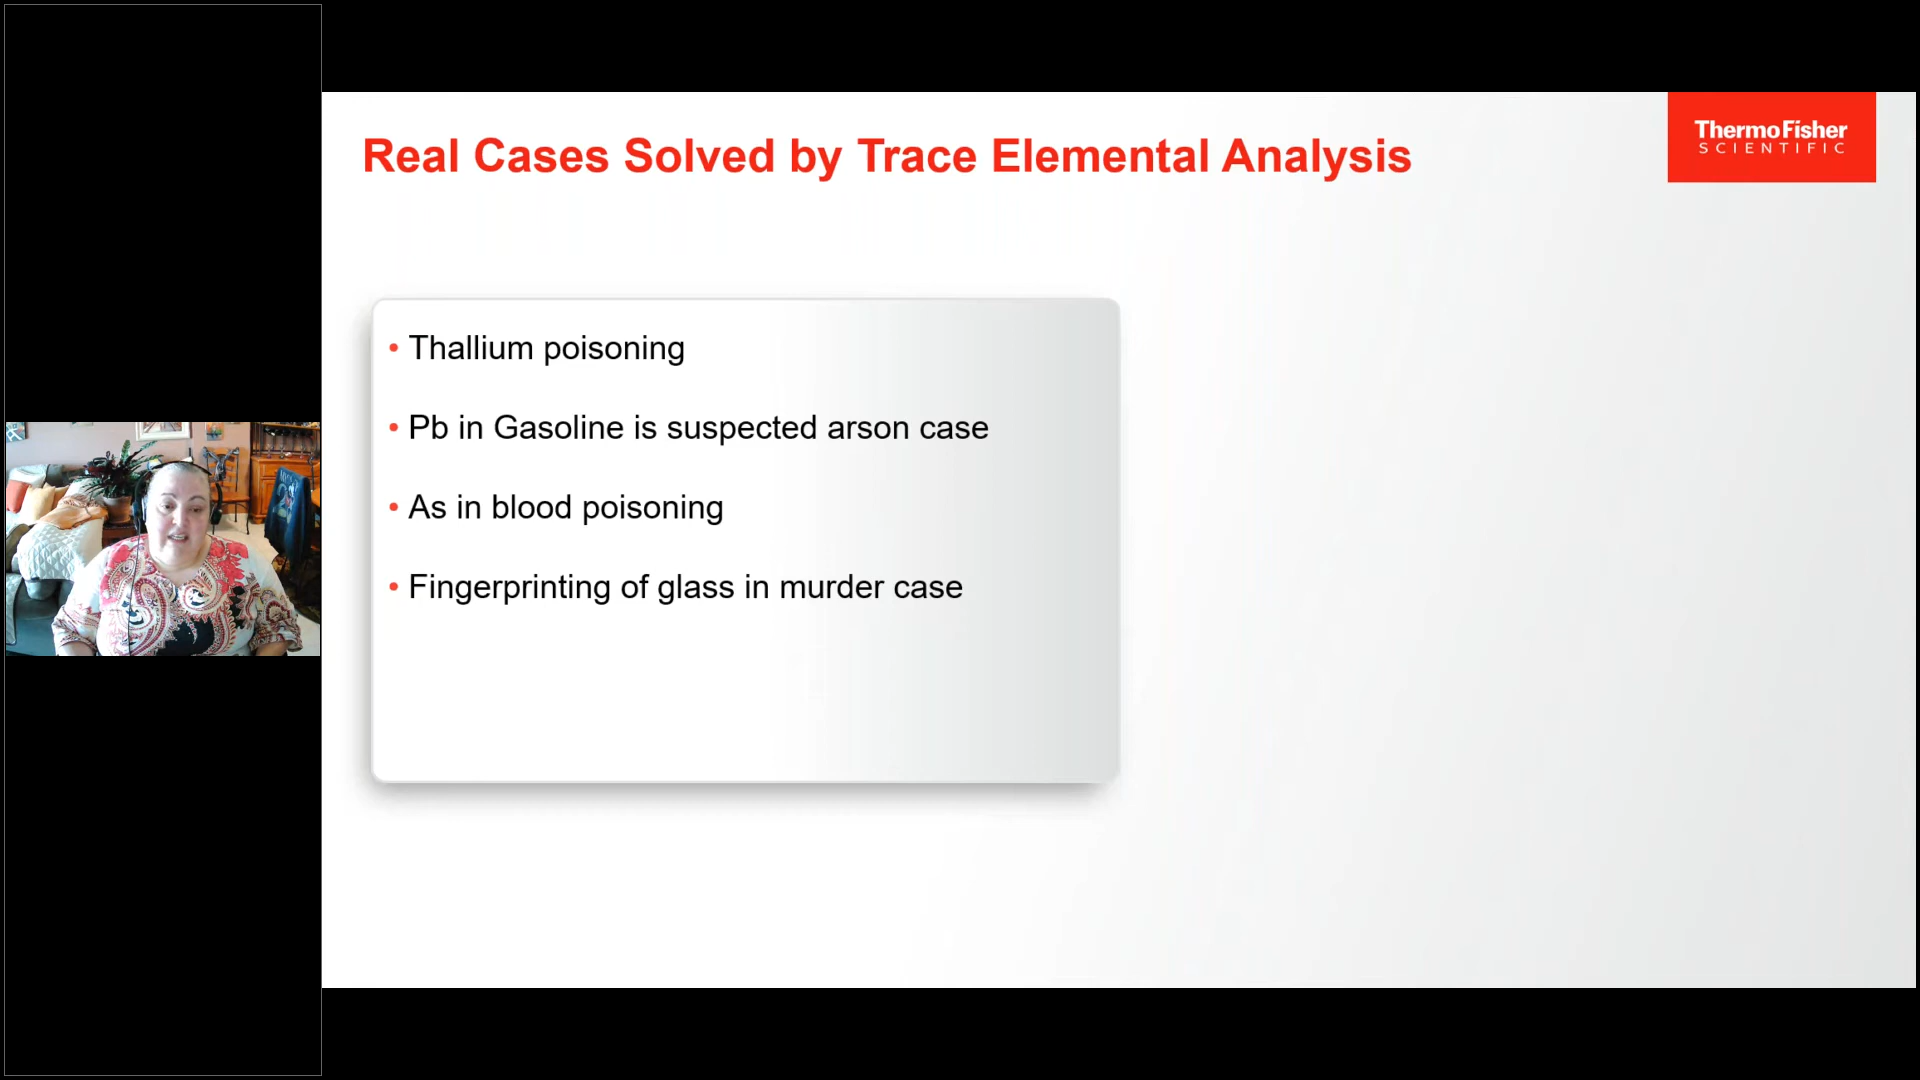 Real Cases Solved by Trace Elemental Analysis
ThermoFisher
SCIENTIFIC
• Thallium poisoning
• Pb in Gasoline is suspected arson case
• As in blood poisoning
• Fingerprinting of glass in murder case